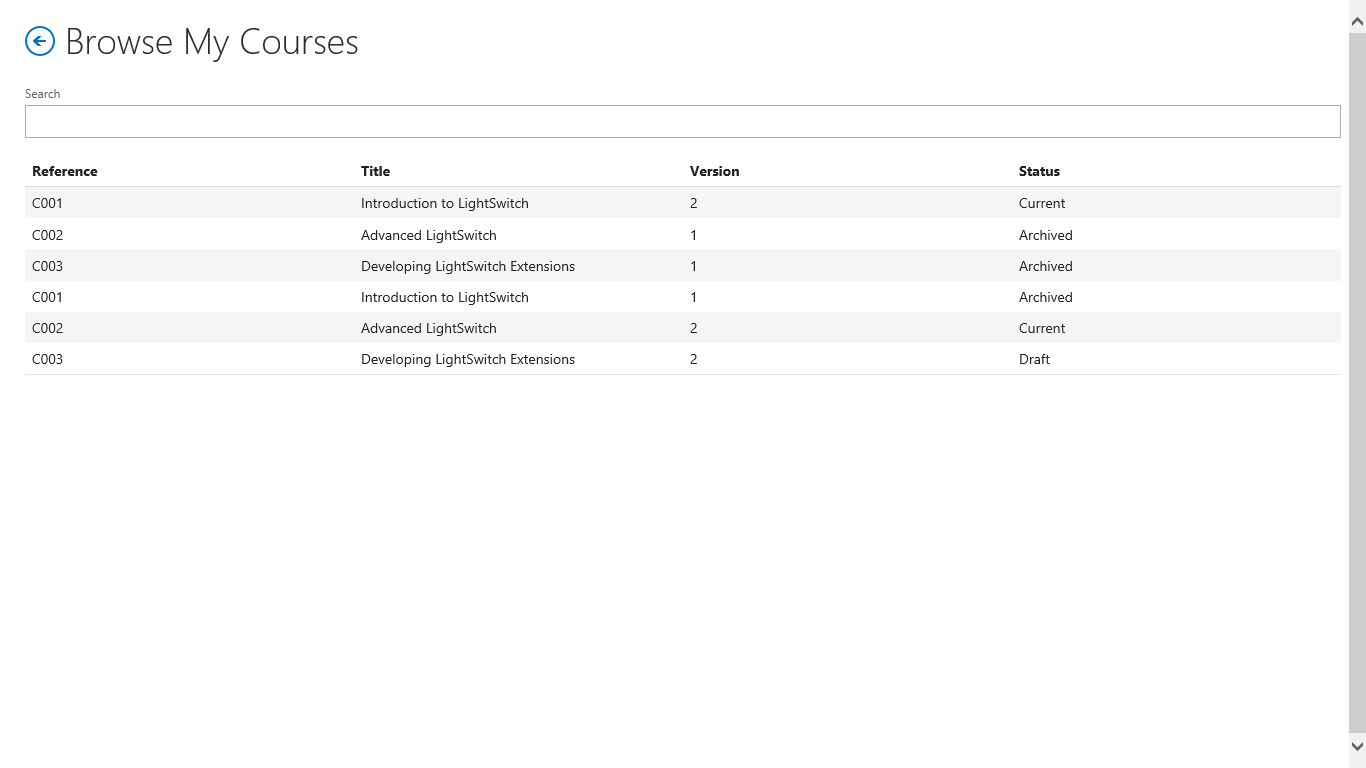 Browse My Courses
Search
Reference Title Version Status
C001 Introduction to LightSwitch 2 Current
C002 Advanced LightSwitch 1 Archived
C003 Developing LightSwitch Extensions 1 Archived
C001 Introduction to LightSwitch 1 Archived
C002 Advanced LightSwitch 2 Current
C003 Developing LightSwitch Extensions 2 Draft